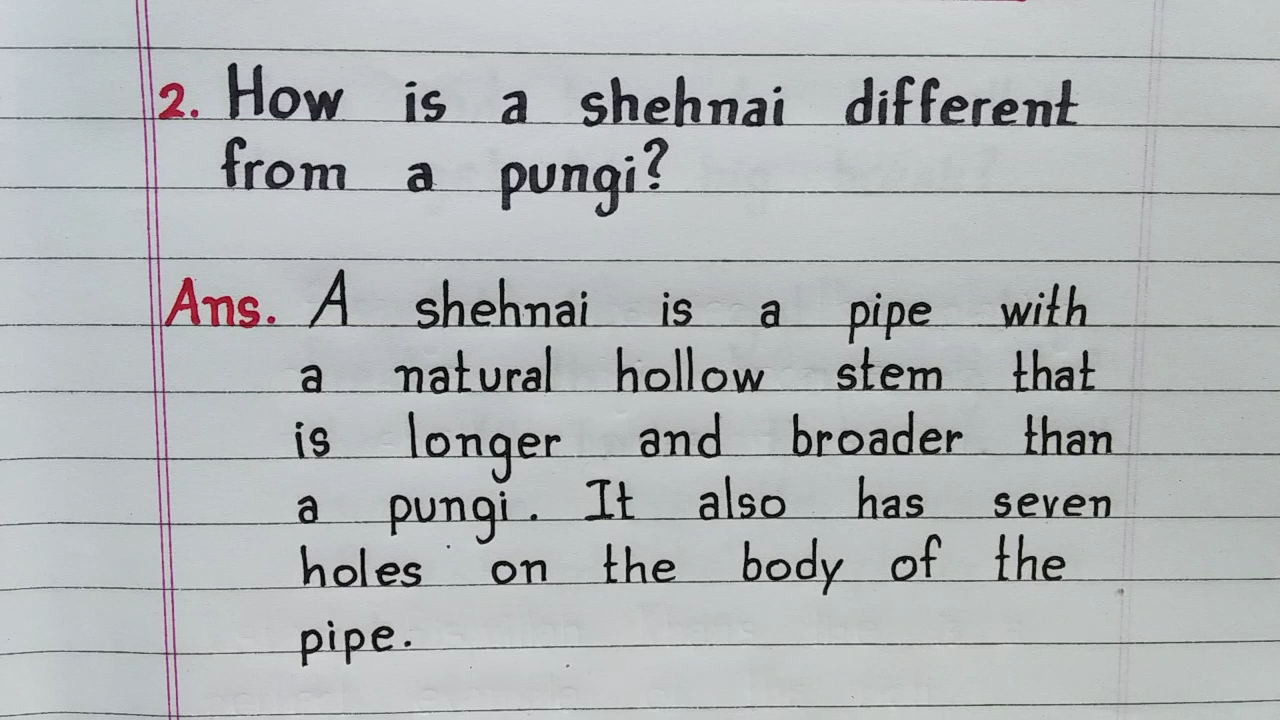 2. How is a shehnai different
from a pungi?
Ans. A shehnai is a pipe with
a natural hollow stem that
is longer and broader than
a pungi. It also has seven
holes on the body of the
pipe.